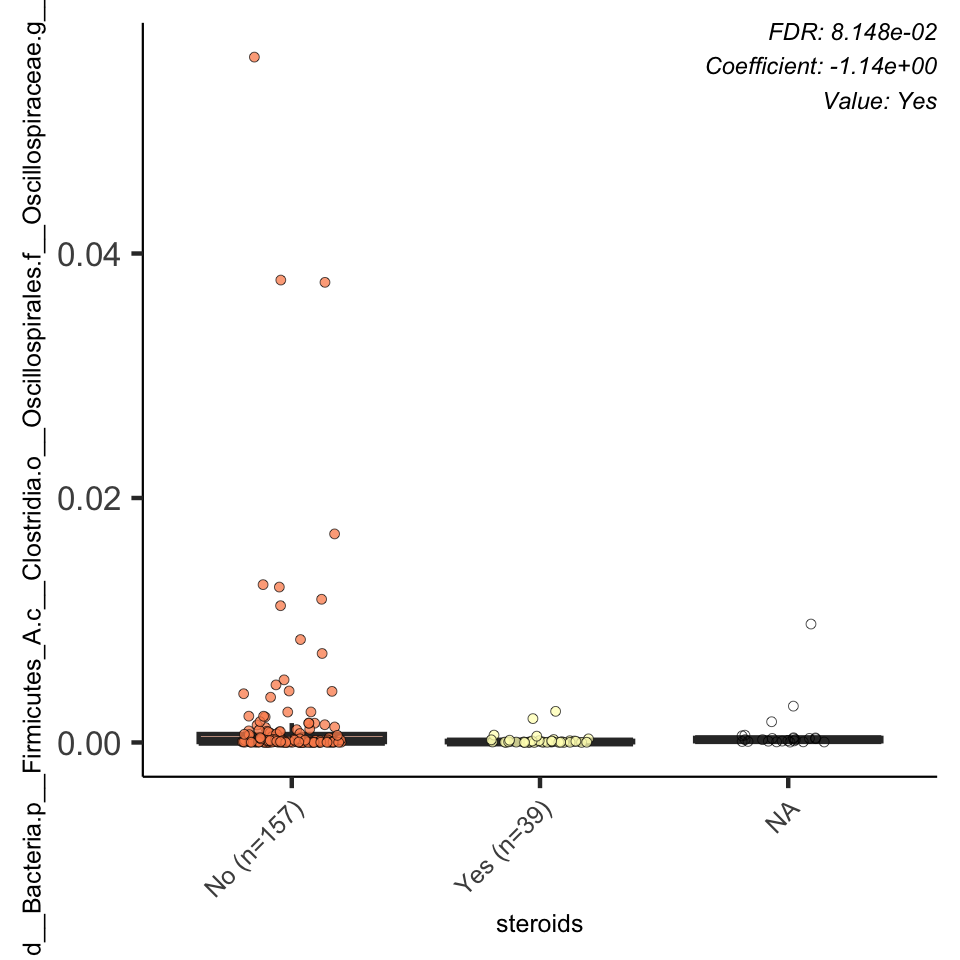 FDR: 8.148e-02
Coefficient: -1.14e+00
Value: Yes
d__Bacteria.p__Firmicutes_A.c__Clostridia.o__Oscillospirales.f__Oscillospiraceae.g_
0.04
0.02
0.00
No (n=157)
Yes (n=39)
NA
steroids